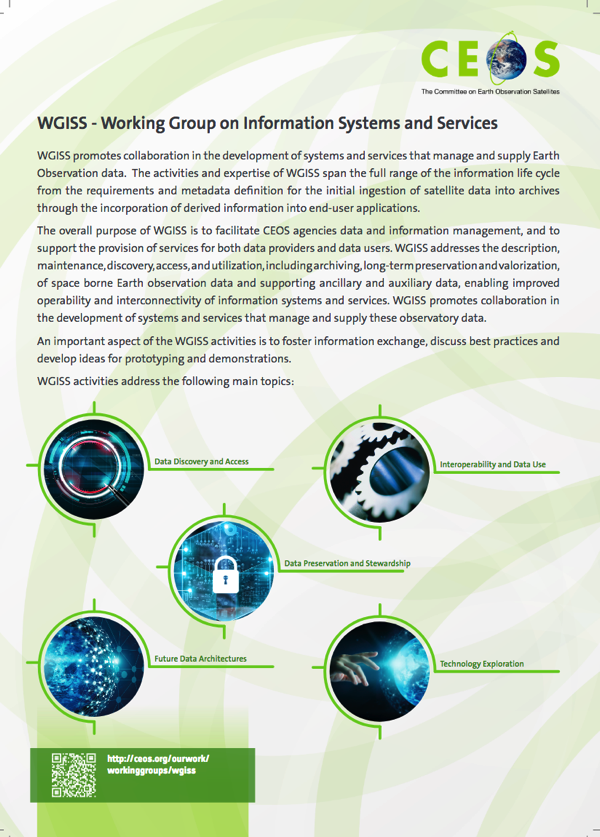 CEOS
The Committee on Earth Observation Satellites
WGISS - Working Group on Information Systems and Services
WGISS promotes collaboration in the development of systems and services that manage and supply Earth
Observation data. The activities and expertise of WGISS span the full range of the information life cycle
from the requirements and metadata definition for the initial ingestion of satellite data into archives
through the incorporation of derived information into end-user applications.
The overall purpose of WGISS is to facilitate CEOS agencies data and information management, and to
support the provision of services for both data providers and data users. WGISS addresses the description,
maintenance, discovery, access, and utilization, including archiving, long-term preservation and valorization,
of space borne Earth observation data and supporting ancillary and auxiliary data, enabling improved
operability and interconnectivity of information systems and services. WGISS promotes collaboration in
the development of systems and services that manage and supply these observatory data.
An important aspect of the WGISS activities is to foster information exchange, discuss best practices and
develop ideas for prototyping and demonstrations.
WGISS activities address the following main topics:
Data Discovery and Access
Interoperability and Data Use
Data Preservation and Stewardship
Future Data Architectures
Technology Exploration
http://ceos.org/ourwork/
workinggroups/wgiss